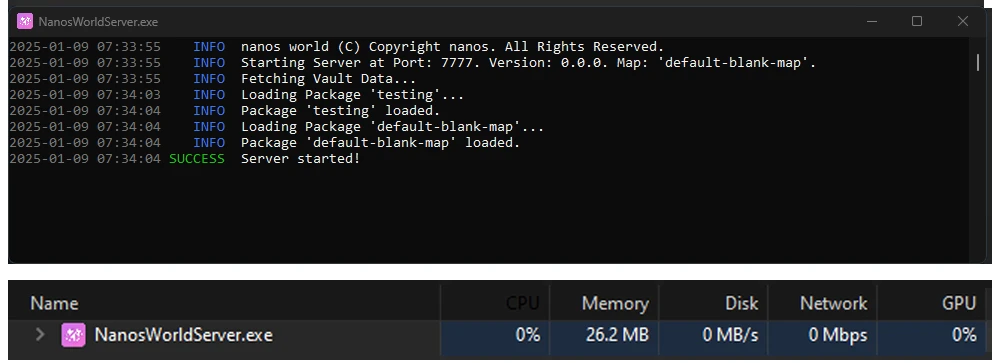 NanosWorldServer.exe
2025-01-09 07:33:55 INFO nanos world (C) Copyright nanos. All Rights Reserved.
2025-01-09 07:33:55 INFO Starting Server at Port: 7777. Version: 0.0.0. Map: 'default-blank-map'.
2025-01-09 07:33:55 INFO Fetching Vault Data...
2025-01-09 07:34:03 INFO Loading Package 'testing'...
2025-01-09 07:34:04 INFO Package 'testing' loaded.
2025-01-09 07:34:04 INFO Loading Package 'default-blank-map'...
2025-01-09 07:34:04 INFO Package 'default-blank-map' loaded.
2025-01-09 07:34:04 SUCCESS Server started!
Name CPU Memory Disk Network GPU
NanosWorldServer.exe 0% 26.2 MB 0 MB/s 0 Mbps 0%